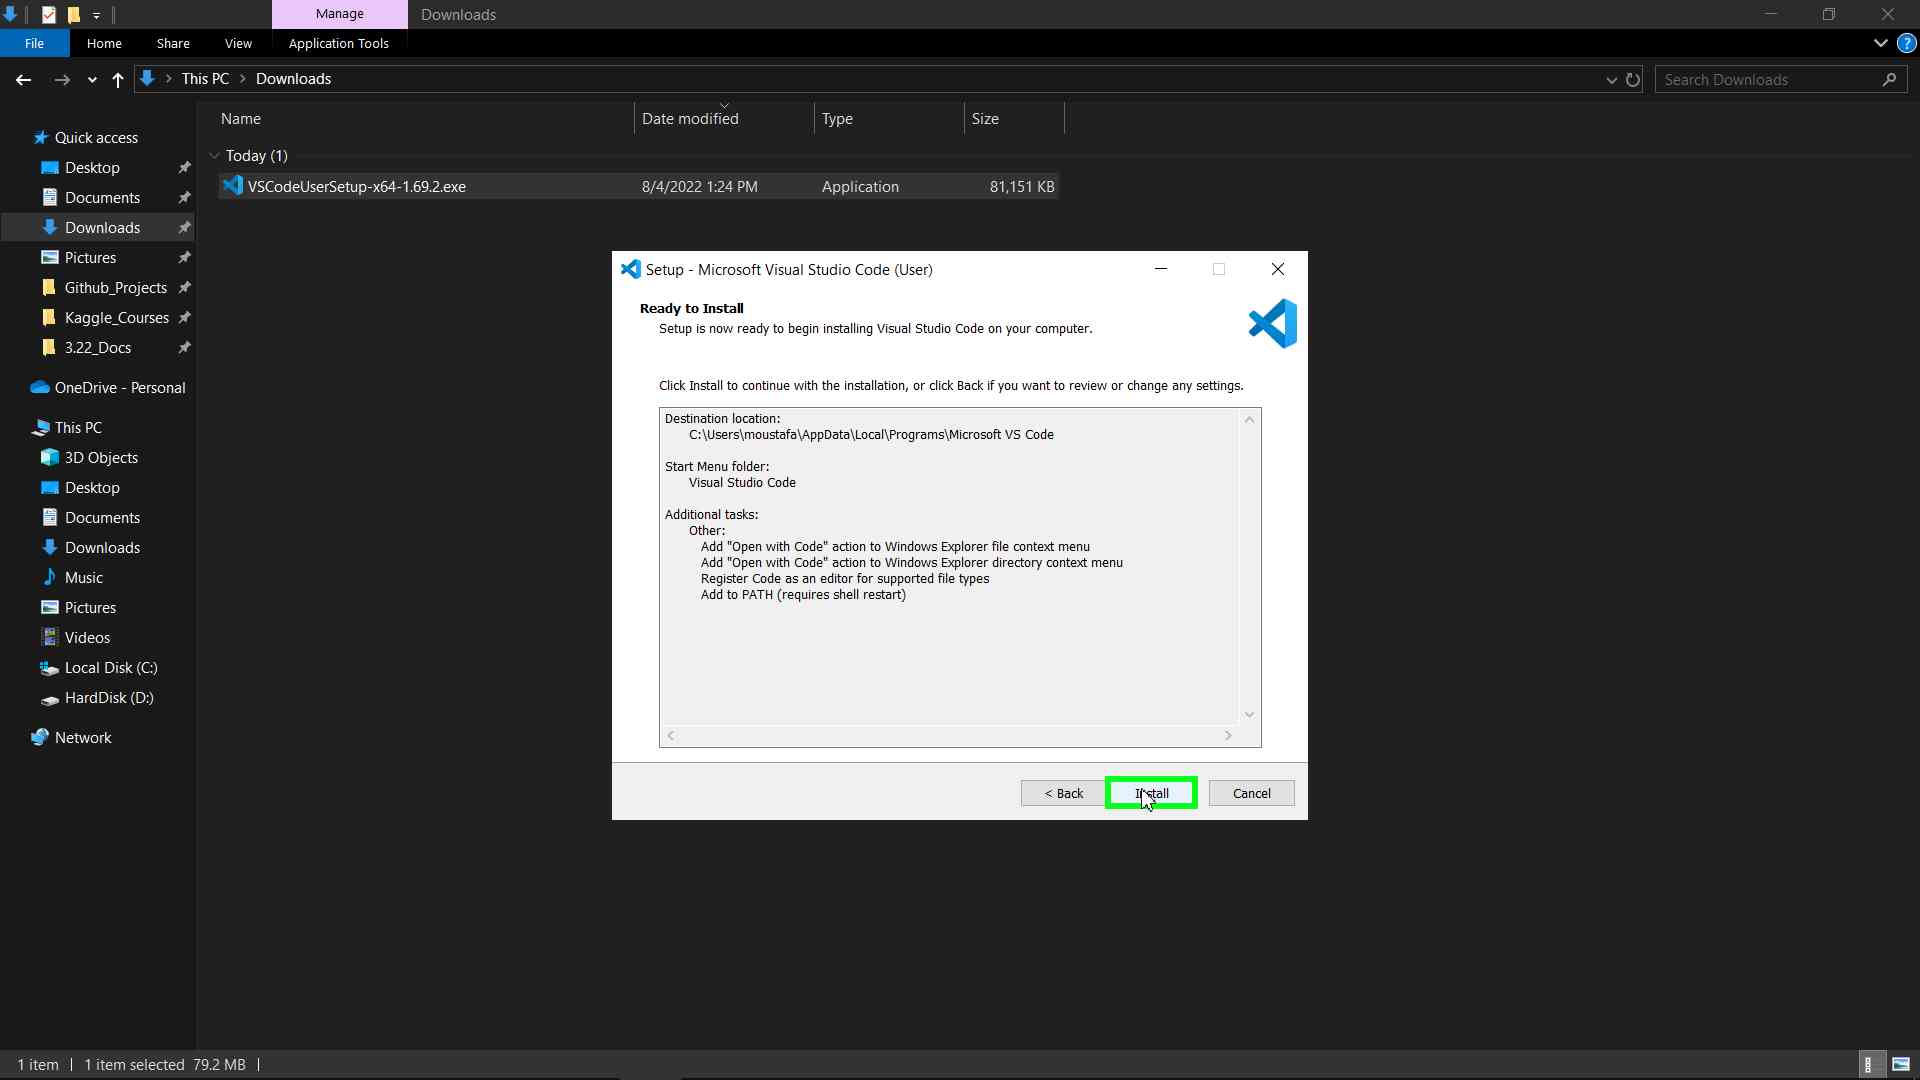 Manage
Downloads
File
Home
Share
View
Application Tools
This PC > Downloads
Search Downloads
Name
Date modified
Type
Size
Today (1)
VSCodeUserSetup-x64-1.69.2.exe
8/4/2022 1:24 PM
Application
81,151 KB
Quick access
Desktop
Documents
Downloads
Pictures
Github_Projects
Kaggle_Courses
3.22_Docs
OneDrive - Personal
This PC
3D Objects
Desktop
Documents
Downloads
Music
Pictures
Videos
Local Disk (C:)
HardDisk (D:)
Network
Setup - Microsoft Visual Studio Code (User)
Ready to Install
Setup is now ready to begin installing Visual Studio Code on your computer.
Click Install to continue with the installation, or click Back if you want to review or change any settings.
Destination location:
C:\Users\moustafa\AppData\Local\Programs\Microsoft VS Code
Start Menu folder:
Visual Studio Code
Additional tasks:
Other:
Add "Open with Code" action to Windows Explorer file context menu
Add "Open with Code" action to Windows Explorer directory context menu
Register Code as an editor for supported file types
Add to PATH (requires shell restart)
< Back
Install
Cancel
1 item
1 item selected 79.2 MB